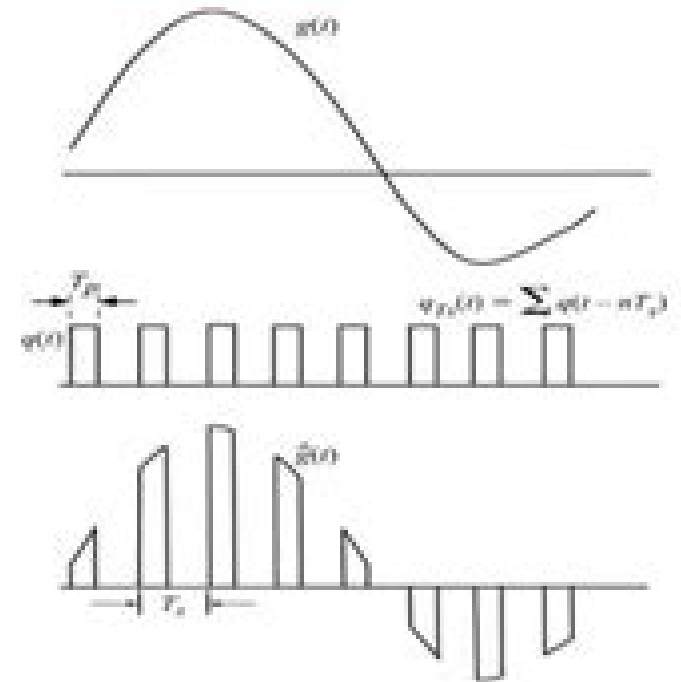 g(t)
T_p
q_{T_s}(t) = ∑ q(t − nT_s)
q(t)
g̃(t)
T_s